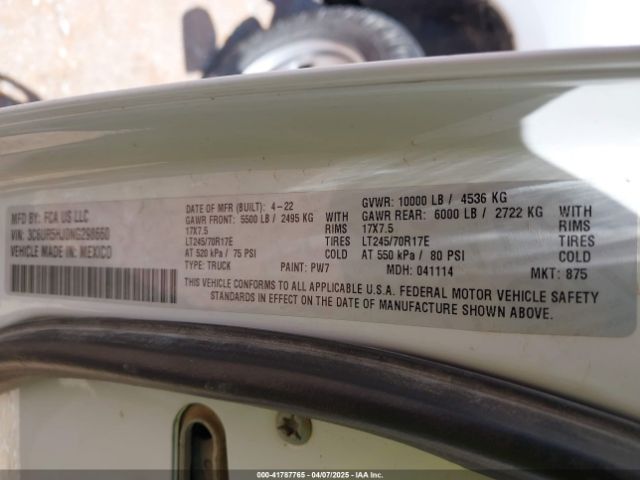 MFD BY: FCA US LLC
VIN: 3C6UR5HJ0NG298660
VEHICLE MADE IN: MEXICO
DATE OF MFR (BUILT): 4-22
GAWR FRONT: 5500 LB / 2495 KG
17X7.5 RIMS
LT245/70R17E TIRES
AT 520 kPa / 75 PSI COLD
TYPE: TRUCK PAINT: PW7
GVWR: 10000 LB / 4536 KG
GAWR REAR: 6000 LB / 2722 KG
17X7.5 RIMS
LT245/70R17E TIRES
AT 550 kPa / 80 PSI COLD
MDH: 041114 MKT: 875
THIS VEHICLE CONFORMS TO ALL APPLICABLE U.S.A. FEDERAL MOTOR VEHICLE SAFETY
STANDARDS IN EFFECT ON THE DATE OF MANUFACTURE SHOWN ABOVE.
000-41787765 - 04/07/2025 - IAA Inc.